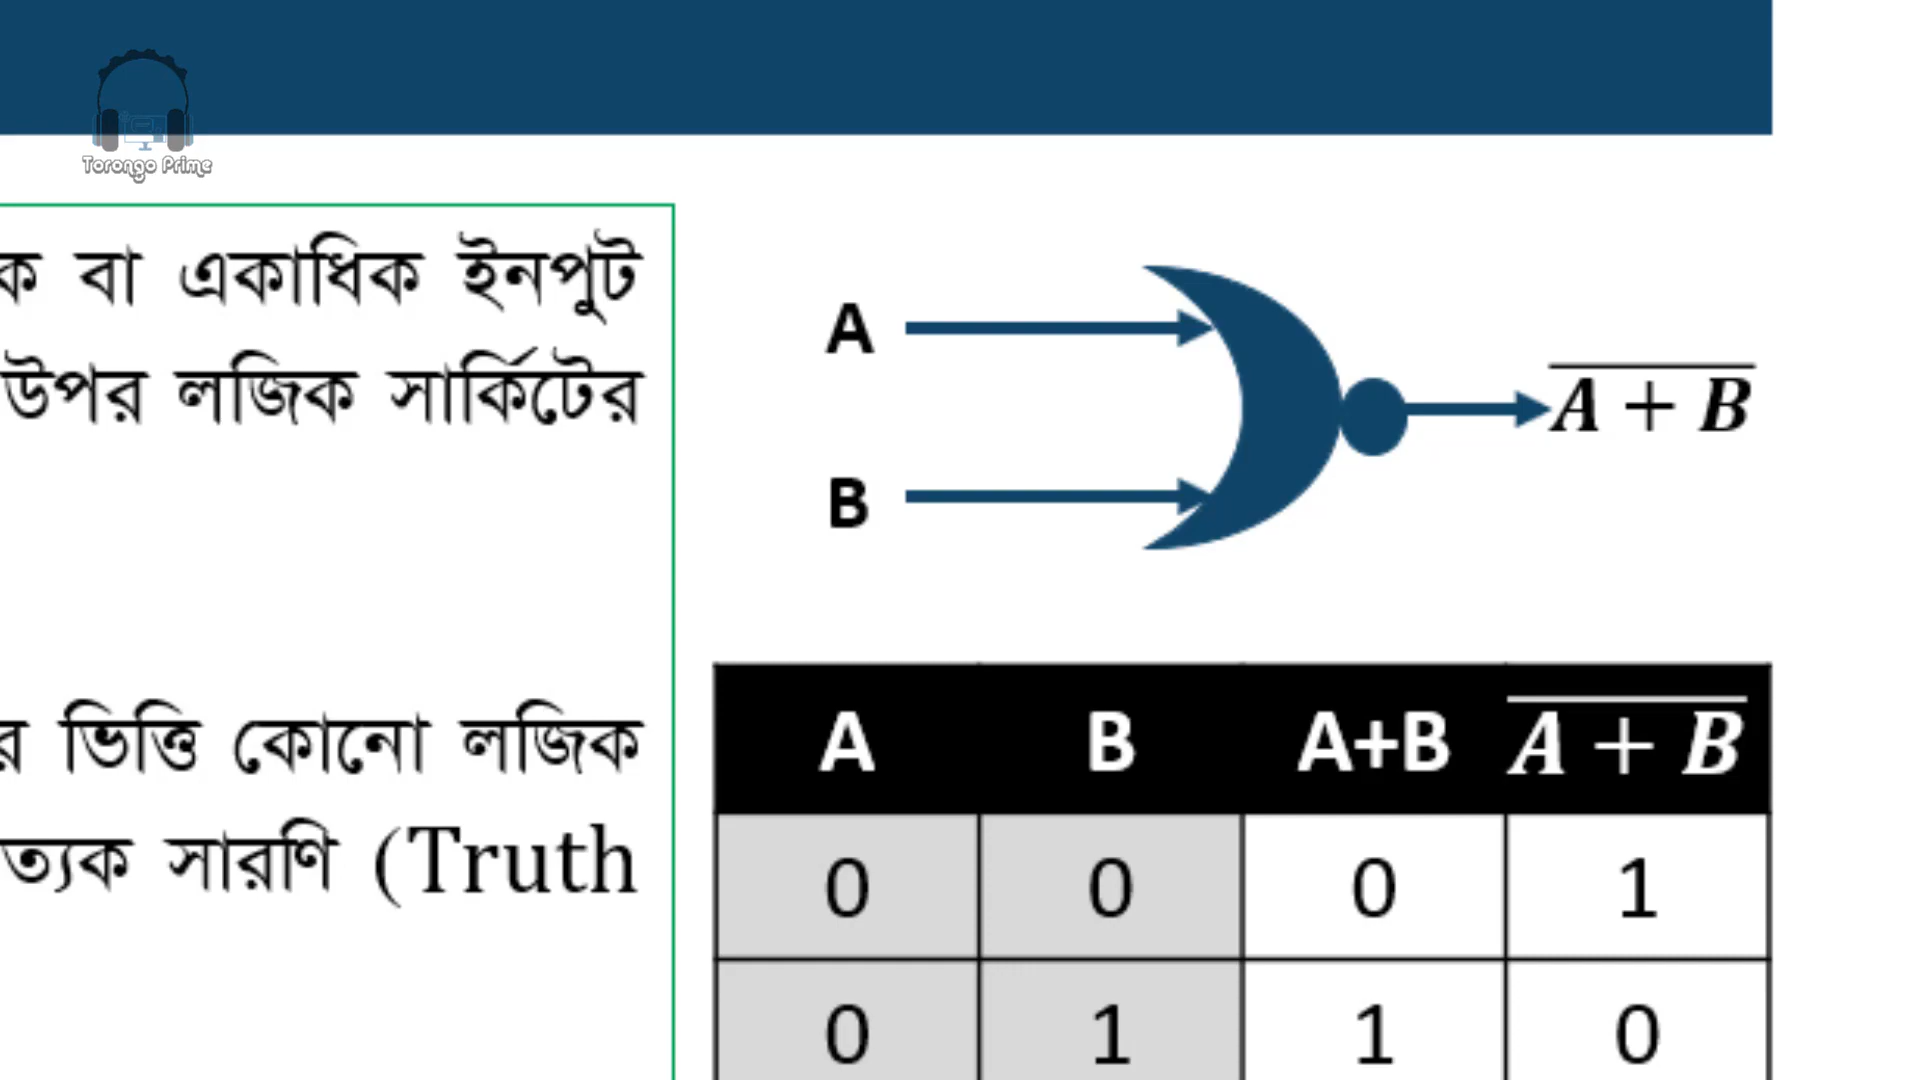 Torongo Prime
ক বা একাধিক ইনপুট
উপর লজিক সার্কিটের
র ভিত্তি কোনো লজিক
ত্যক সারণি (Truth
A
B
A + B
A B A+B A + B
0 0 0 1
0 1 1 0